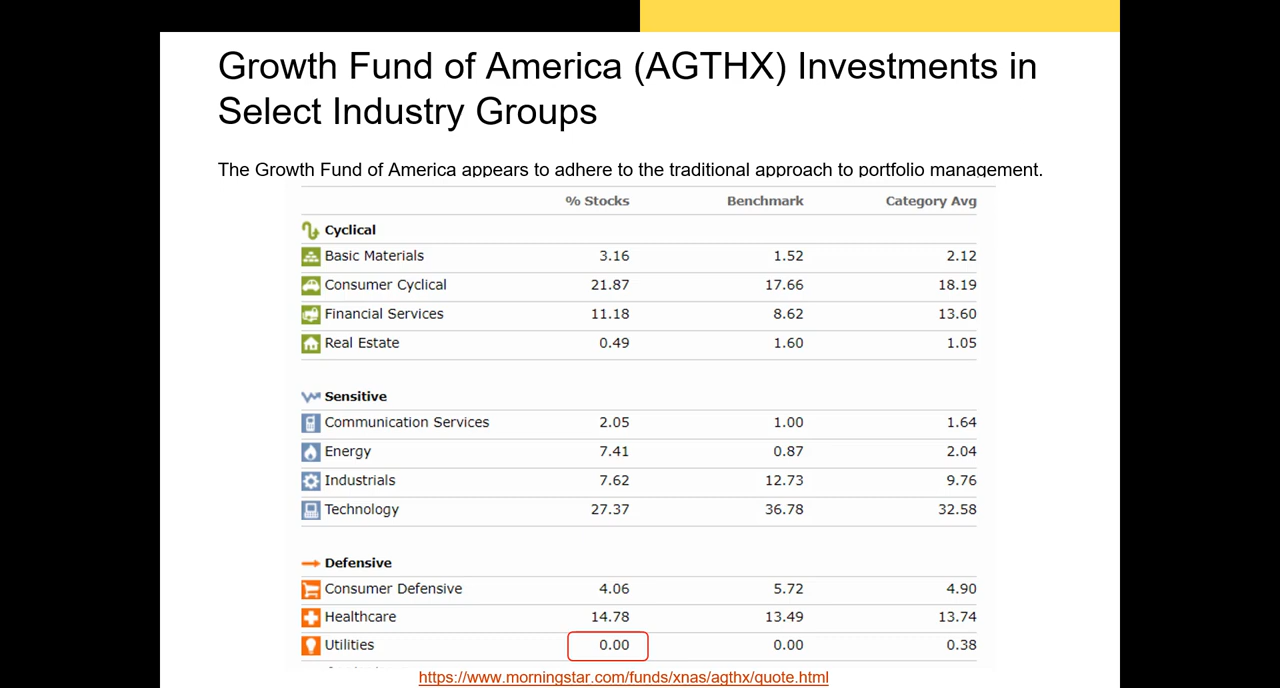 Growth Fund of America (AGTHX) Investments in
Select Industry Groups
The Growth Fund of America appears to adhere to the traditional approach to portfolio management.
% Stocks Benchmark Category Avg
Cyclical
Basic Materials 3.16 1.52 2.12
Consumer Cyclical 21.87 17.66 18.19
Financial Services 11.18 8.62 13.60
Real Estate 0.49 1.60 1.05
Sensitive
Communication Services 2.05 1.00 1.64
Energy 7.41 0.87 2.04
Industrials 7.62 12.73 9.76
Technology 27.37 36.78 32.58
Defensive
Consumer Defensive 4.06 5.72 4.90
Healthcare 14.78 13.49 13.74
Utilities 0.00 0.00 0.38
https://www.morningstar.com/funds/xnas/agthx/quote.html